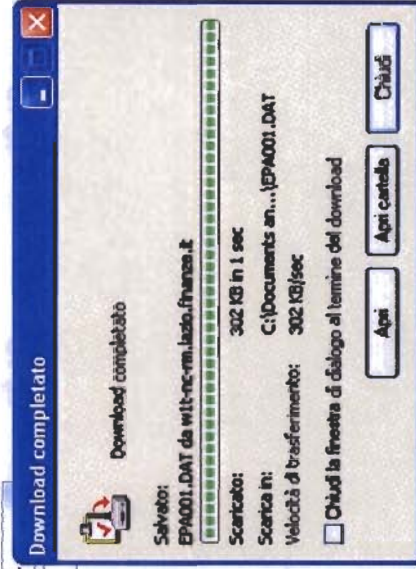 Download completato
Download completato
Salvato:
EPA001.DAT da wit-nc-rm.lazio.finanze.it
Scaricato: 302 KB in 1 sec
Scarica in: C:\Documents an...\EPA001.DAT
Velocità di trasferimento: 302 KB/sec
Chiudi la finestra di dialogo al termine del download
Apri Apri cartella Chiudi